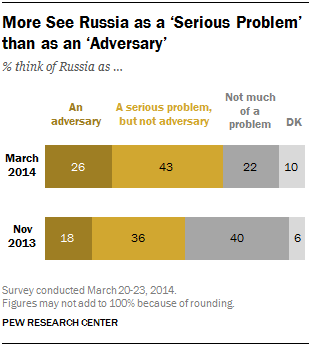 More See Russia as a ‘Serious Problem’
than as an ‘Adversary’
% think of Russia as ...
An
adversary
A serious problem,
but not adversary
Not much
of a
problem
DK
March
2014
26 43 22 10
Nov
2013
18 36 40 6
Survey conducted March 20-23, 2014.
Figures may not add to 100% because of rounding.
PEW RESEARCH CENTER